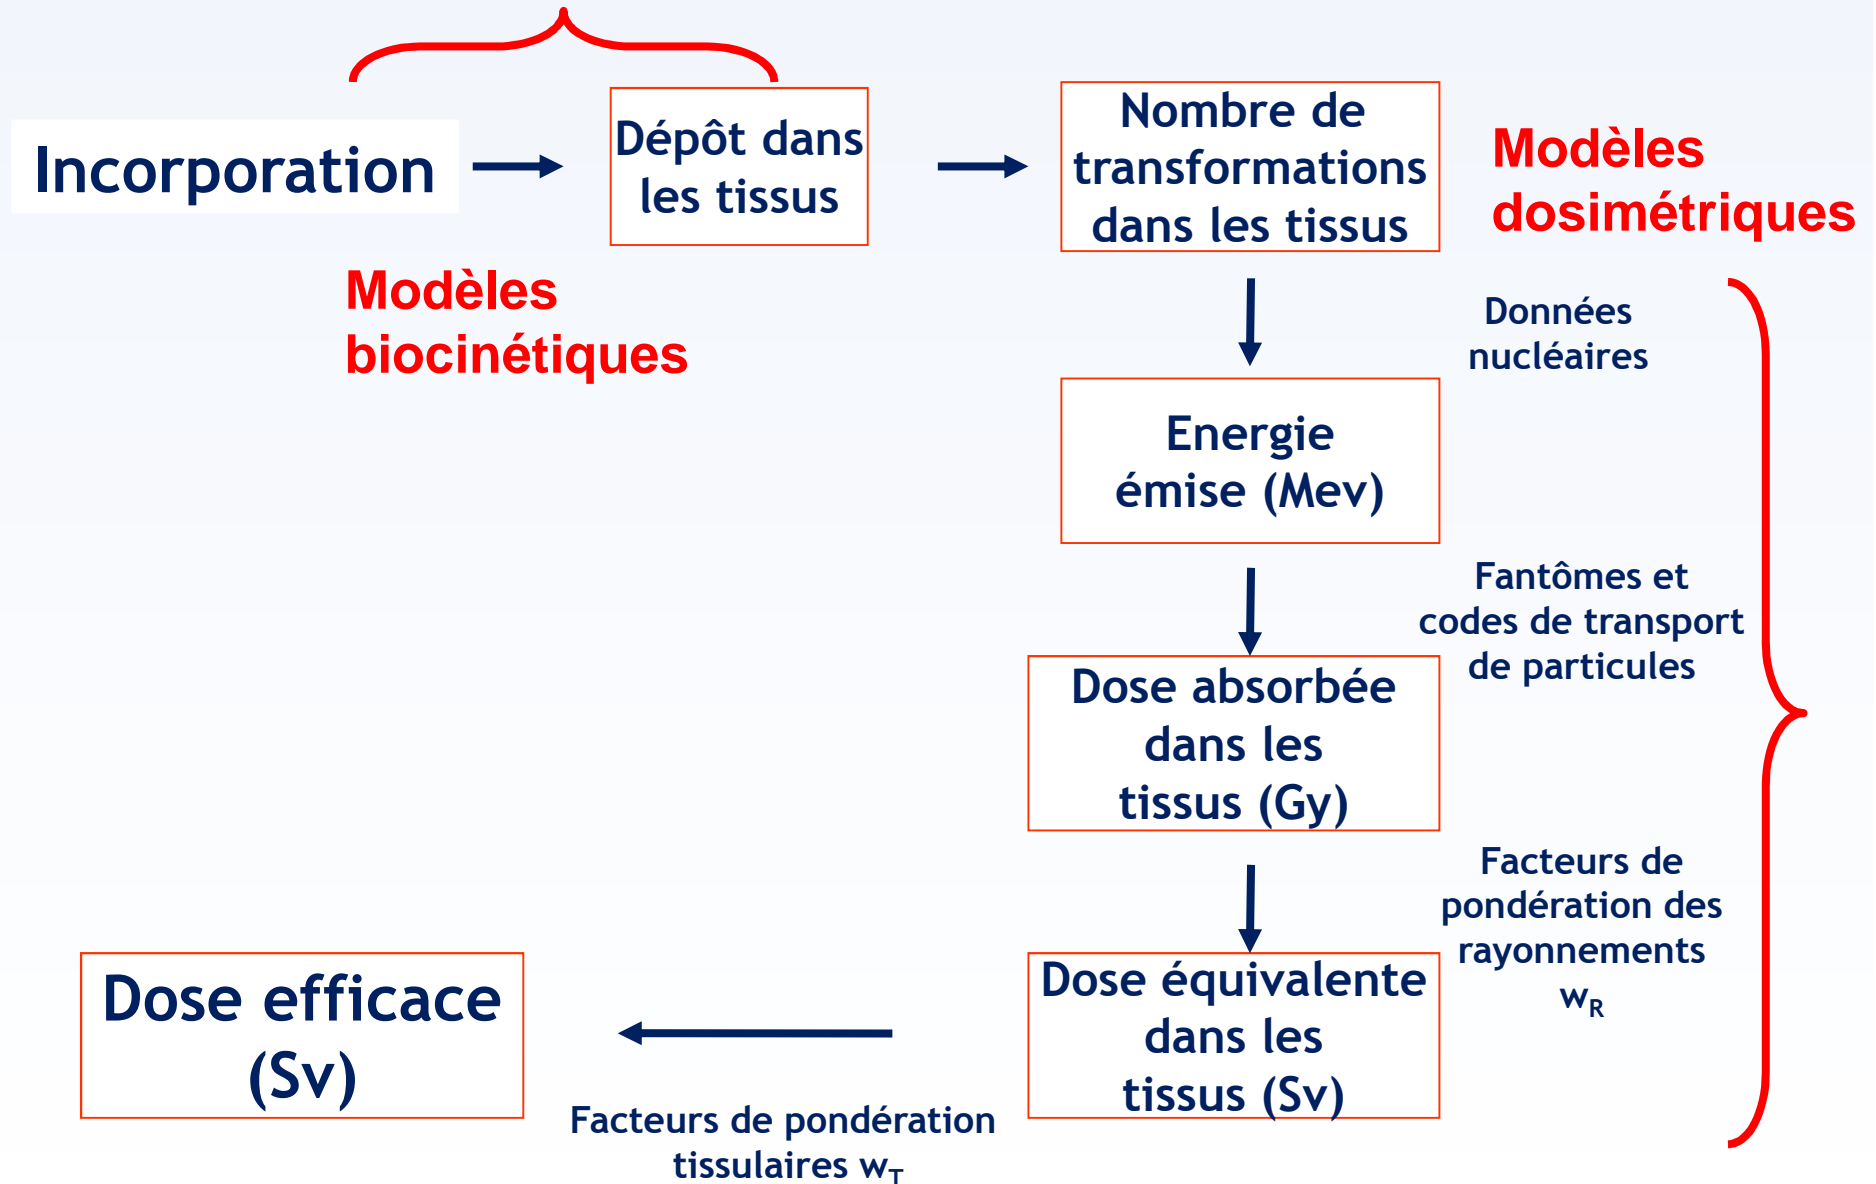 Incorporation
Dépôt dans
les tissus
Nombre de
transformations
dans les tissus
Modèles
dosimétriques
Modèles
biocinétiques
Données
nucléaires
Energie
émise (Mev)
Fantômes et
codes de transport
de particules
Dose absorbée
dans les
tissus (Gy)
Facteurs de
pondération des
rayonnements
wR
Dose équivalente
dans les
tissus (Sv)
Facteurs de pondération
tissulaires wT
Dose efficace
(Sv)